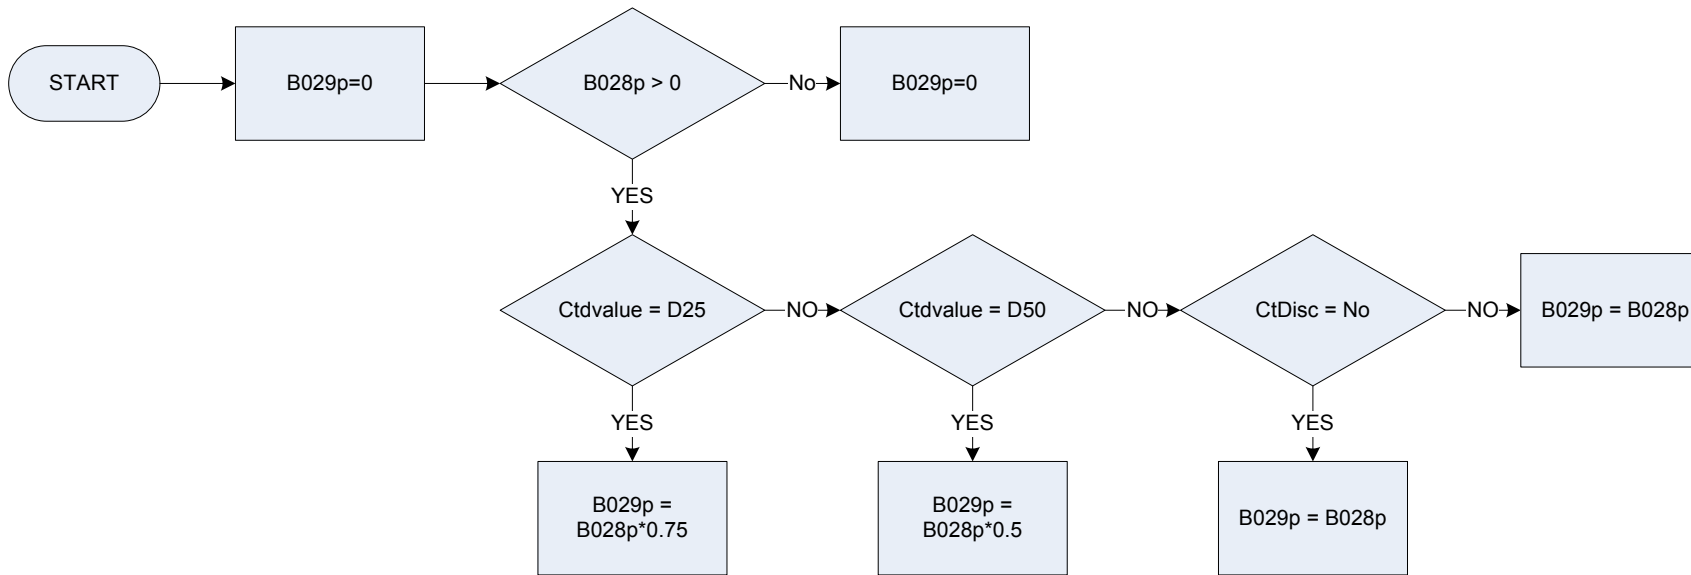 START
B029p=0
B028p > 0
No
B029p=0
YES
Ctdvalue = D25
NO
Ctdvalue = D50
NO
CtDisc = No
NO
B029p = B028p
YES
YES
YES
B029p =
B028p*0.75
B029p =
B028p*0.5
B029p = B028p